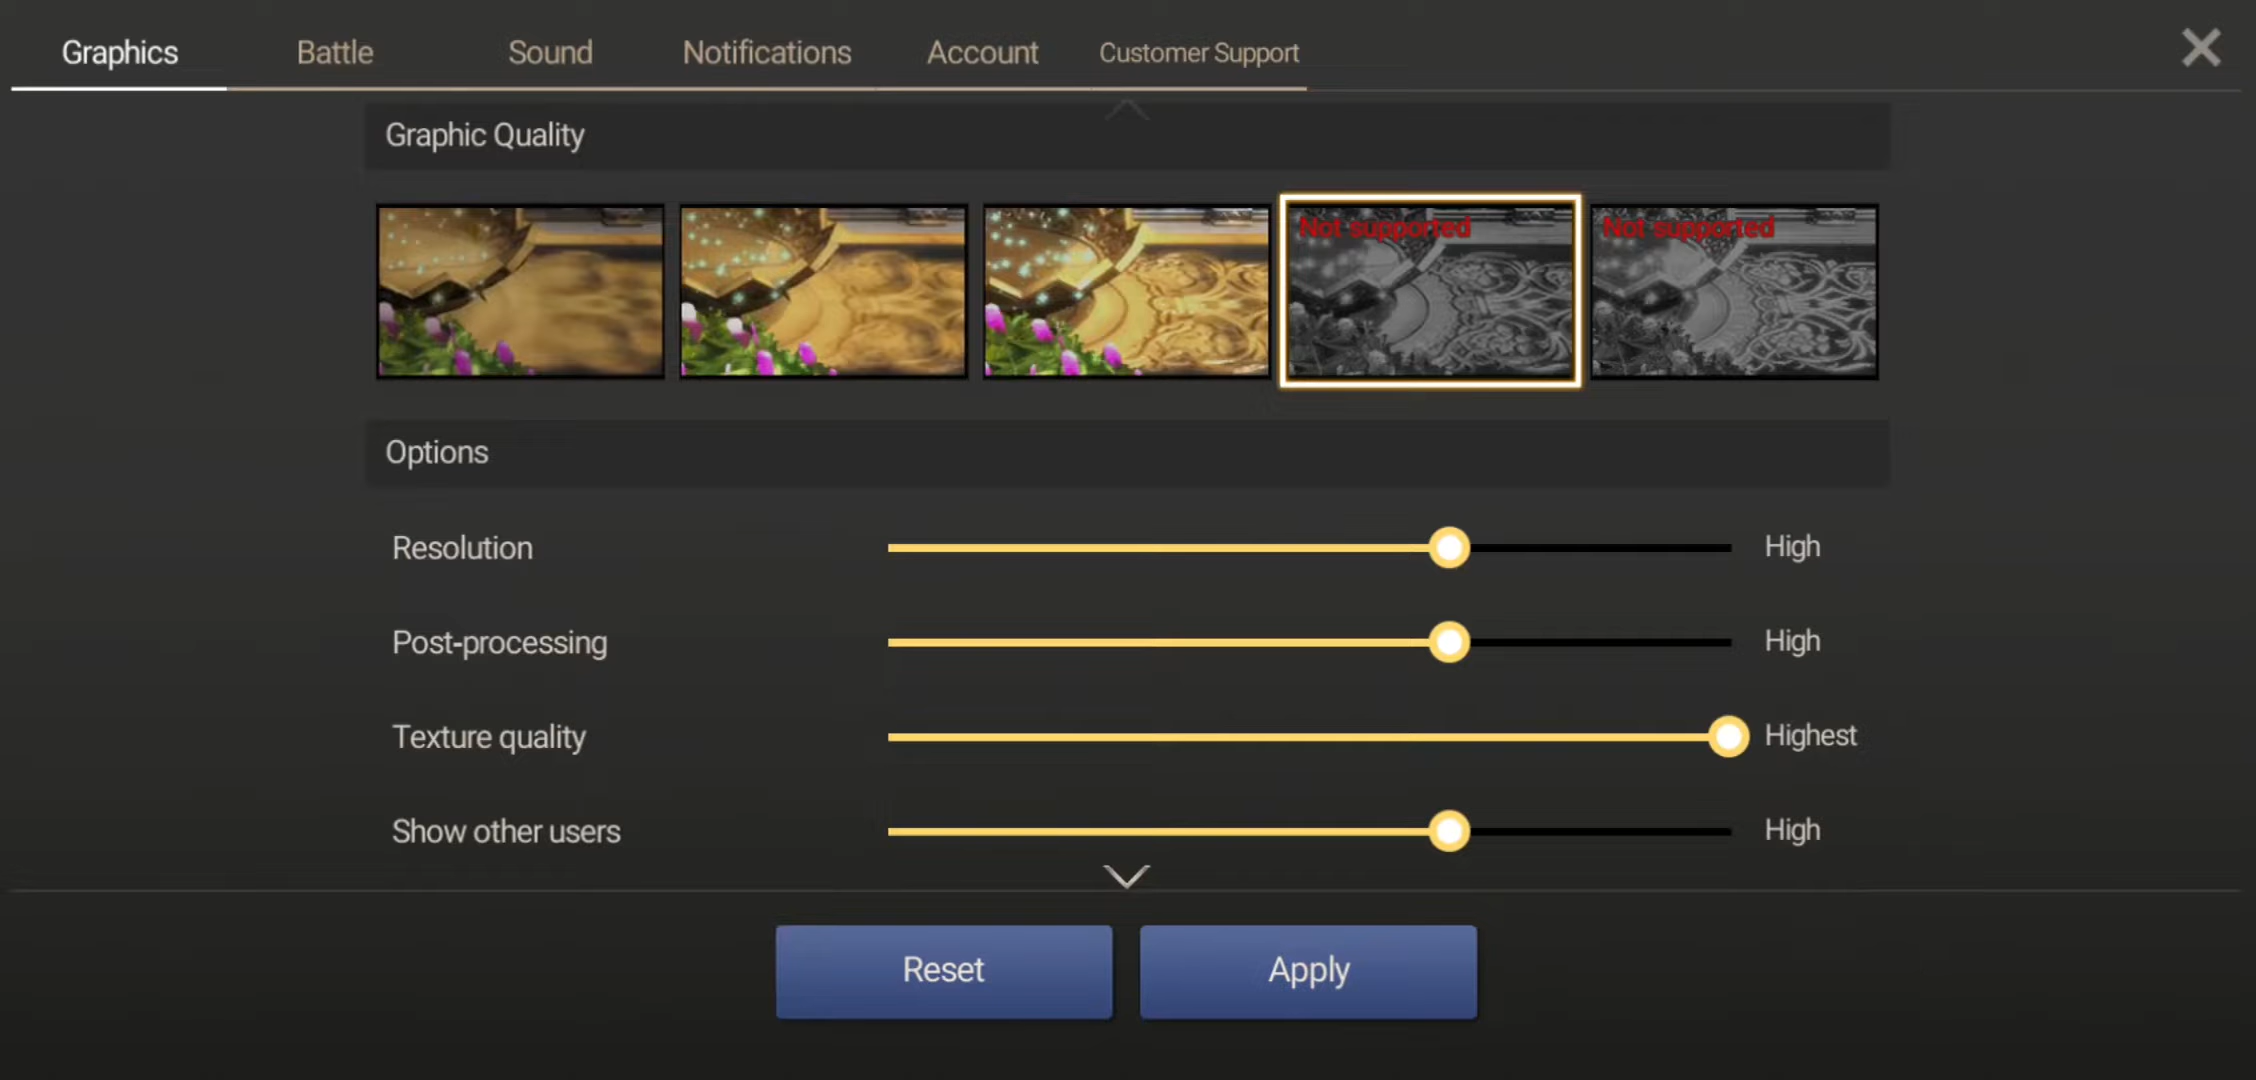 Graphics
Battle
Sound
Notifications
Account
Customer Support
Graphic Quality
Not supported
Not supported
Options
Resolution
High
Post-processing
High
Texture quality
Highest
Show other users
High
Reset
Apply